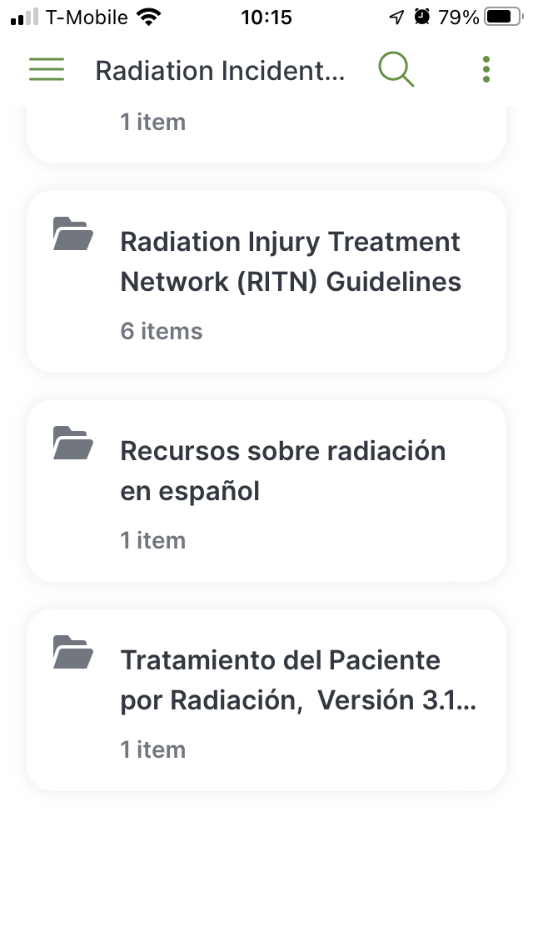 T-Mobile 10:15 79%
Radiation Incident...
1 item
Radiation Injury Treatment
Network (RITN) Guidelines
6 items
Recursos sobre radiación
en español
1 item
Tratamiento del Paciente
por Radiación,  Versión 3.1...
1 item